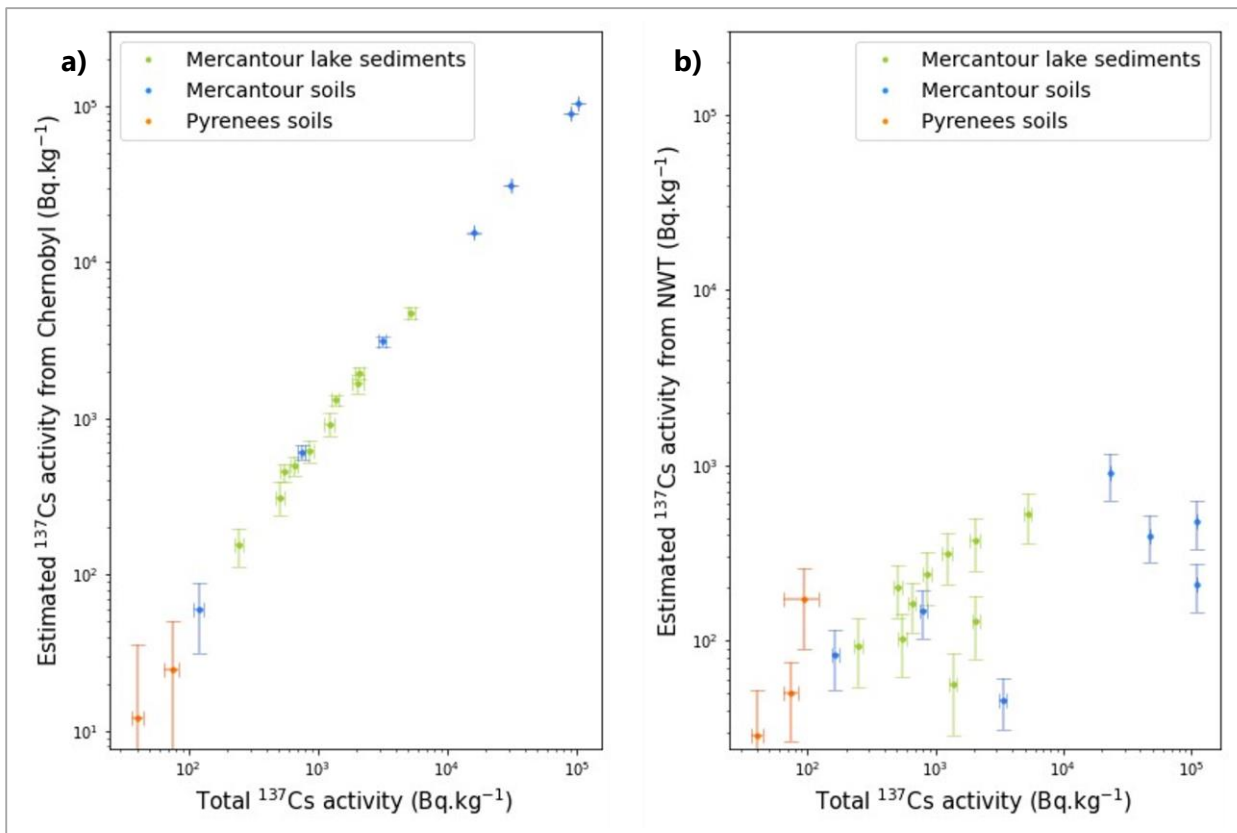 a)
Mercantour lake sediments
Mercantour soils
Pyrenees soils
Estimated ¹³⁷Cs activity from Chernobyl (Bq.kg⁻¹)
10⁵
10⁴
10³
10²
10¹
10² 10³ 10⁴ 10⁵
Total ¹³⁷Cs activity (Bq.kg⁻¹)
b)
Mercantour lake sediments
Mercantour soils
Pyrenees soils
Estimated ¹³⁷Cs activity from NWT (Bq.kg⁻¹)
10⁵
10⁴
10³
10²
10² 10³ 10⁴ 10⁵
Total ¹³⁷Cs activity (Bq.kg⁻¹)